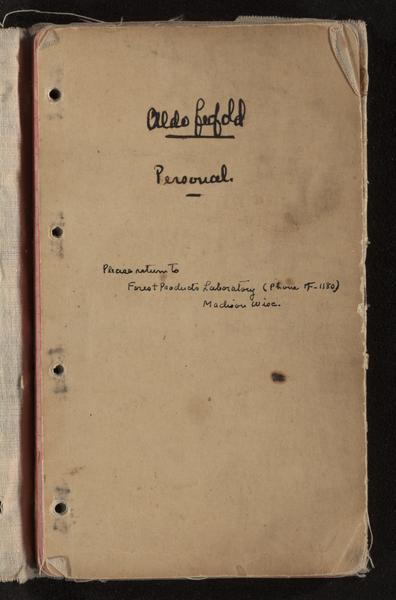 Aldo Leopold
Personal.
Please return to
Forest Products Laboratory (Phone F-1180)
Madison Wisc.